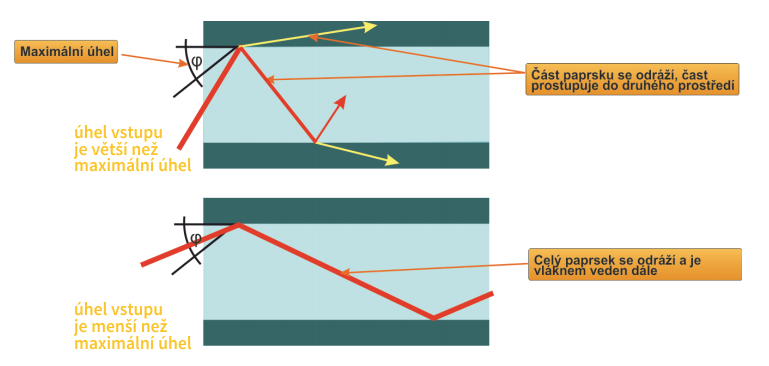 Maximální úhel
φ
Část paprsku se odráží, část
prostupuje do druhého prostředí
úhel vstupu
je větší než
maximální úhel
φ
Celý paprsek se odráží a je
vláknem veden dále
úhel vstupu
je menší než
maximální úhel